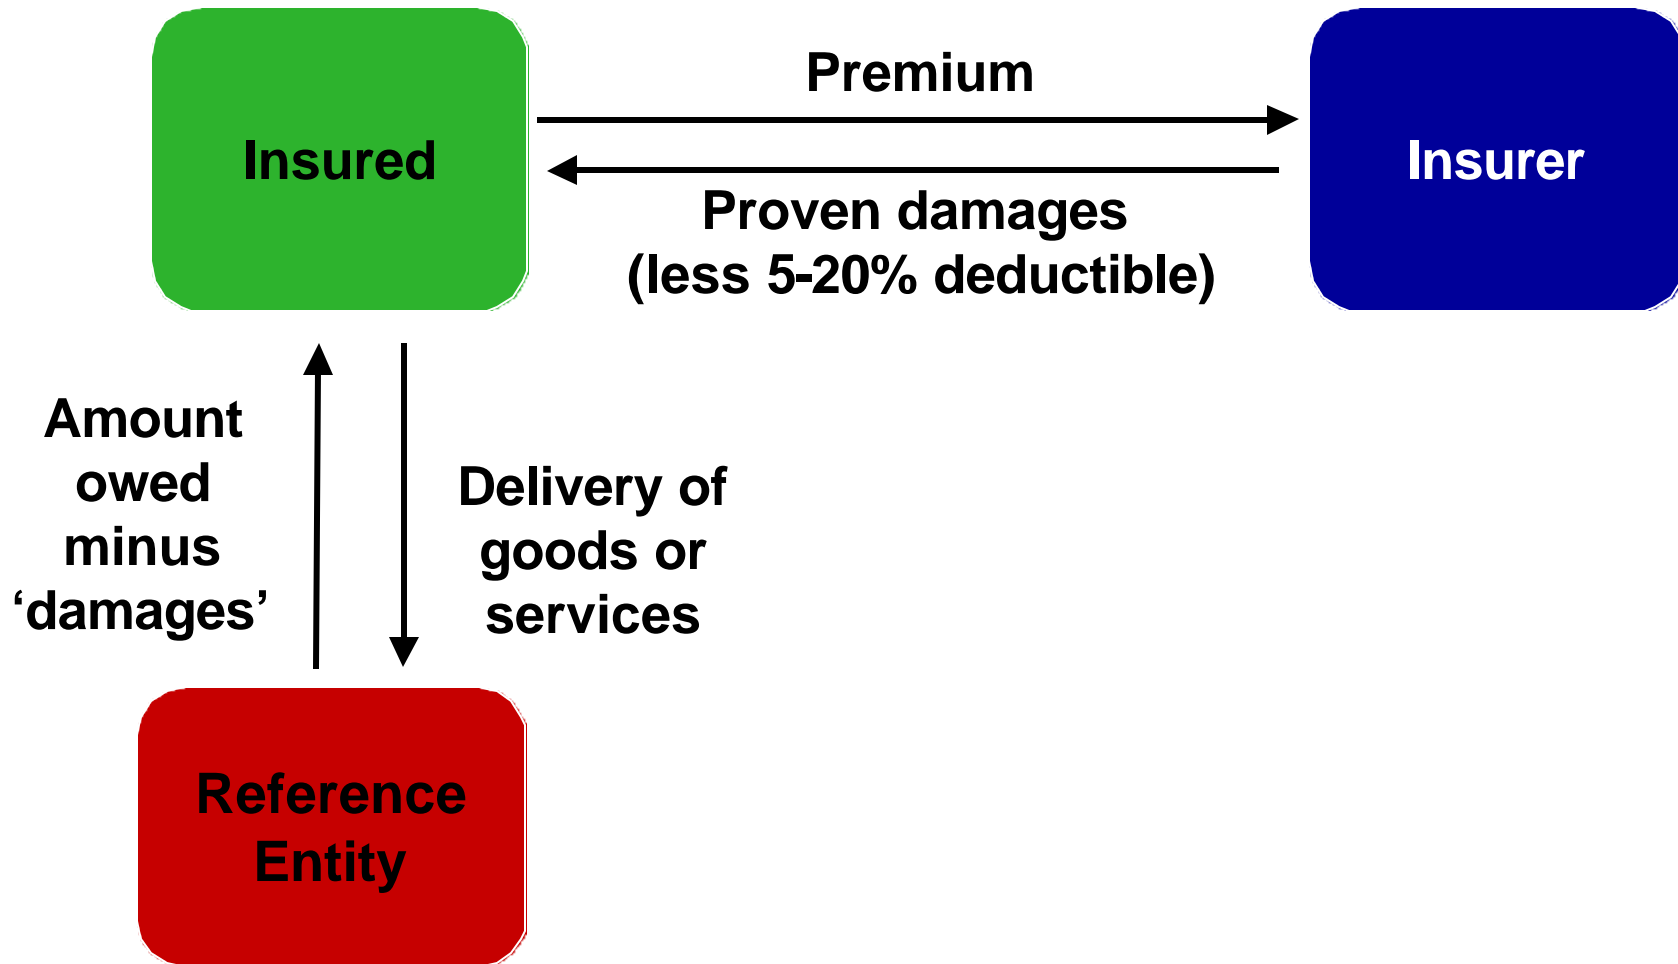 Premium
Insured
Insurer
Proven damages
(less 5-20% deductible)
Amount
owed
minus
‘damages’
Delivery of
goods or
services
Reference
Entity